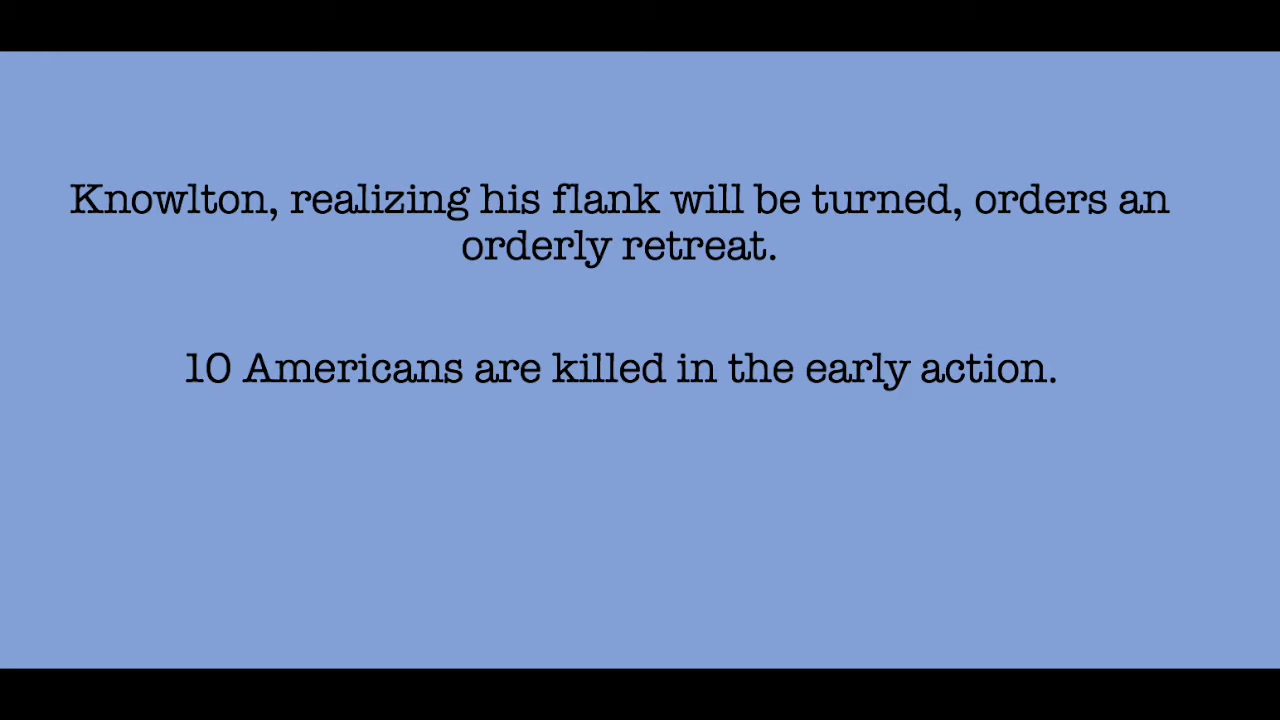 Knowlton, realizing his flank will be turned, orders an
orderly retreat.
10 Americans are killed in the early action.